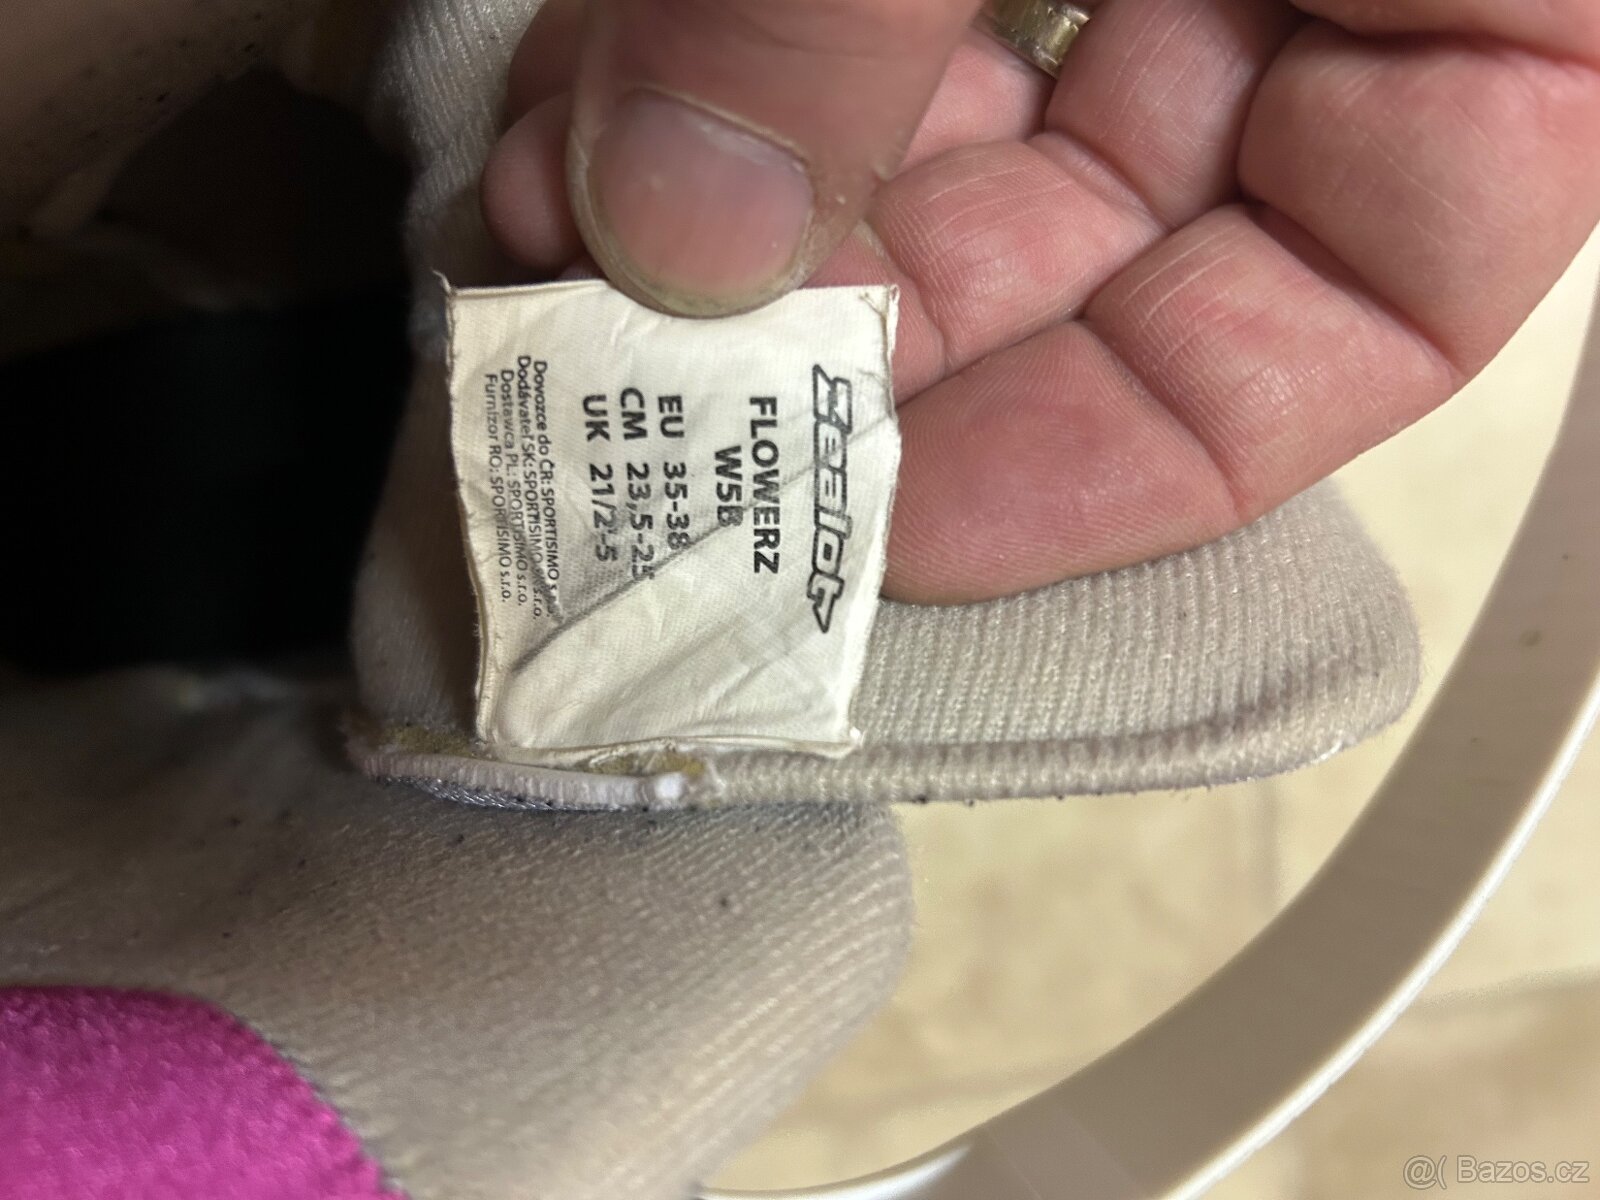 Zealot
FLOWERZ
W5B
EU 35-38
CM 23,5-25
UK 21/2-5
Dovozce do ČR: SPORTISIMO s.r.o.
Dodávateľ SK: SPORTISIMO SK s.r.o.
Dostawca PL: SPORTISIMO s.r.o.
Furnizor RO: SPORTISIMO s.r.o.
@( Bazos.cz